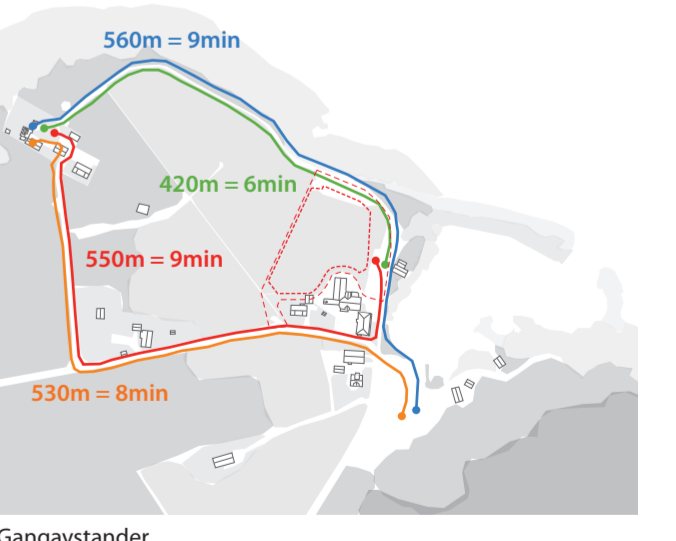 560m = 9min
420m = 6min
550m = 9min
530m = 8min
Gangavstander